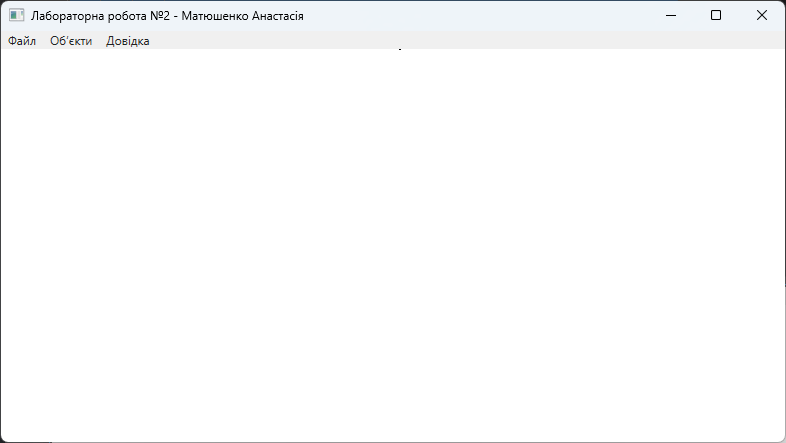 Лабораторна робота №2 - Матюшенко Анастасія
Файл Об'єкти Довідка